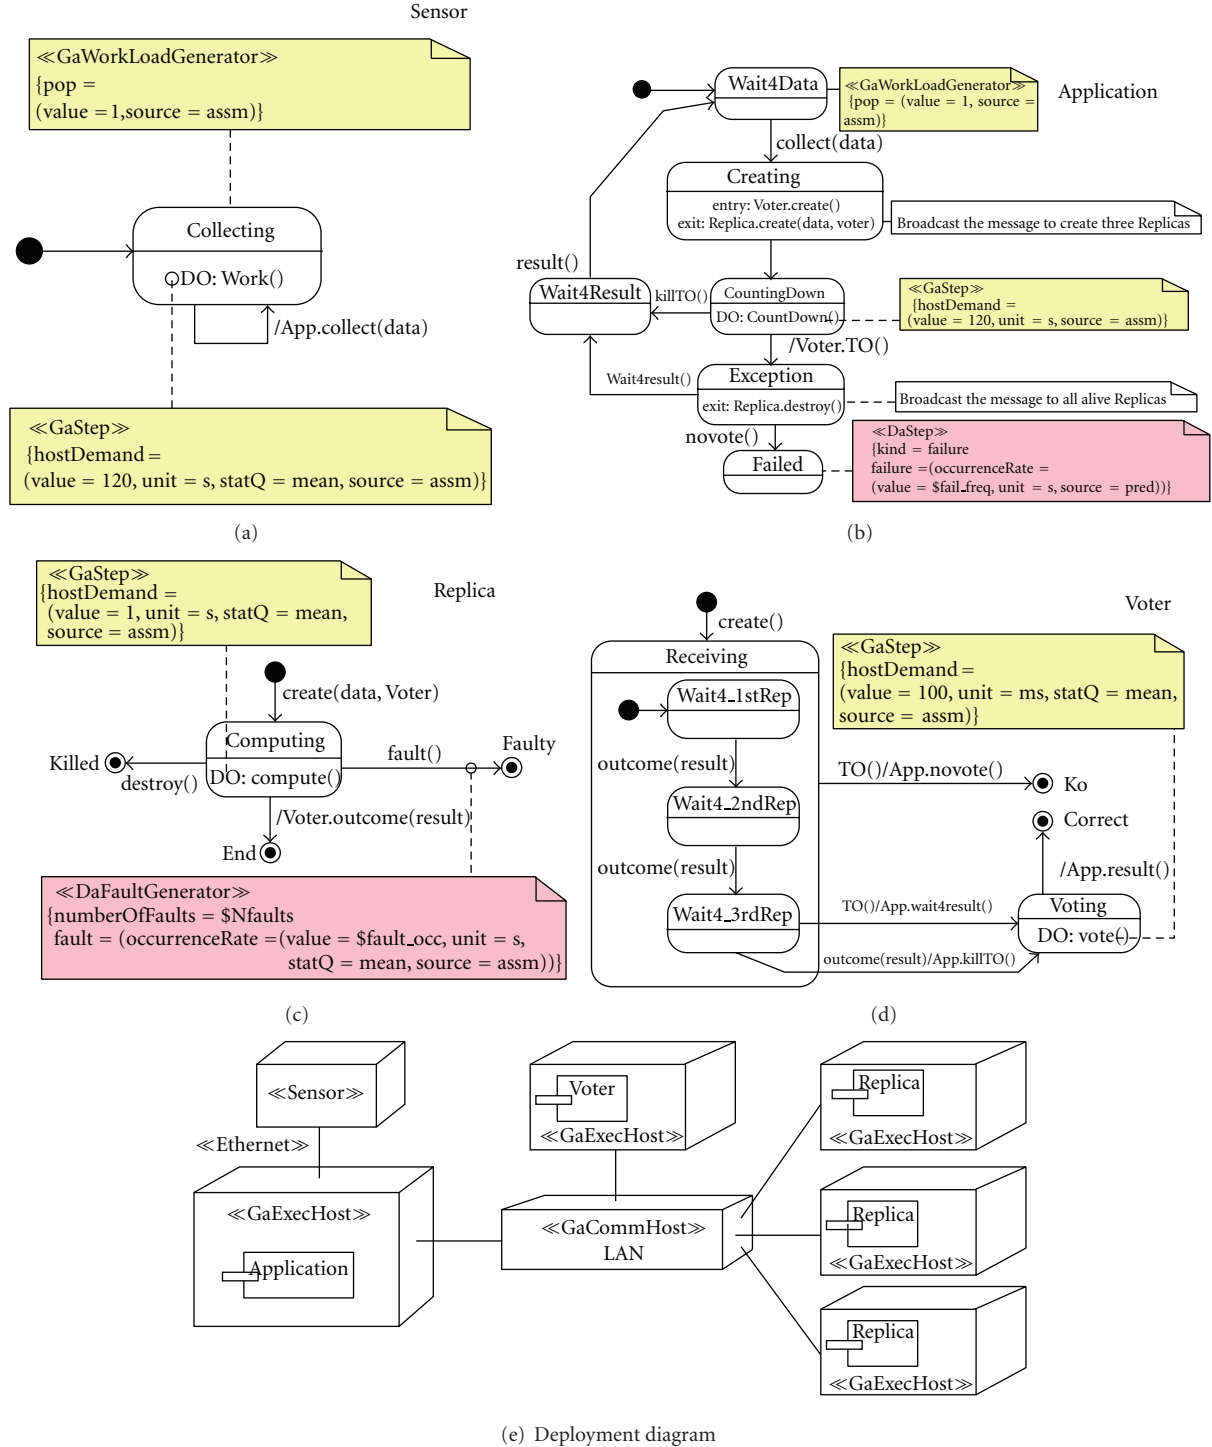 Sensor
≪GaWorkLoadGenerator≫
{pop =
(value = 1,source = assm)}
Collecting
DO: Work()
/App.collect(data)
≪GaStep≫
{hostDemand =
(value = 120, unit = s, statQ = mean, source = assm)}
(a)
Application
Wait4Data
≪GaWorkLoadGenerator≫
{pop = (value = 1, source =
assm)}
collect(data)
Creating
entry: Voter.create()
exit: Replica.create(data, voter)
Broadcast the message to create three Replicas
result()
Wait4Result
killTO()
CountingDown
DO: CountDown()
≪GaStep≫
{hostDemand =
(value = 120, unit = s, source = assm)}
/Voter.TO()
Wait4result()
Exception
exit: Replica.destroy()
Broadcast the message to all alive Replicas
novote()
Failed
≪DaStep≫
{kind = failure
failure =(occurrenceRate =
(value = $fail_freq, unit = s, source = pred))}
(b)
≪GaStep≫
{hostDemand =
(value = 1, unit = s, statQ = mean,
source = assm)}
Replica
create(data, Voter)
Computing
DO: compute()
Killed
destroy()
fault()
Faulty
/Voter.outcome(result)
End
≪DaFaultGenerator≫
{numberOfFaults = $Nfaults
fault = (occurrenceRate =(value = $fault_occ, unit = s,
statQ = mean, source = assm))}
(c)
Voter
create()
Receiving
Wait4_1stRep
outcome(result)
Wait4_2ndRep
outcome(result)
Wait4_3rdRep
≪GaStep≫
{hostDemand =
(value = 100, unit = ms, statQ = mean,
source = assm)}
TO()/App.novote()
Ko
Correct
/App.result()
TO()/App.wait4result()
Voting
DO: vote()
outcome(result)/App.killTO()
(d)
≪Sensor≫
≪Ethernet≫
≪GaExecHost≫
Application
Voter
≪GaExecHost≫
≪GaCommHost≫
LAN
Replica
≪GaExecHost≫
Replica
≪GaExecHost≫
Replica
≪GaExecHost≫
(e) Deployment diagram